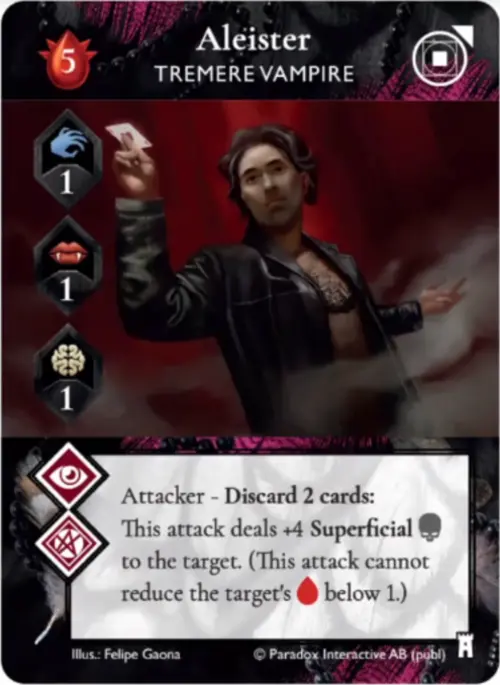 5
Aleister
TREMERE VAMPIRE
1
1
1
Attacker - Discard 2 cards:
This attack deals +4 Superficial
to the target. (This attack cannot
reduce the target's below 1.)
Illus.: Felipe Gaona © Paradox Interactive AB (publ)